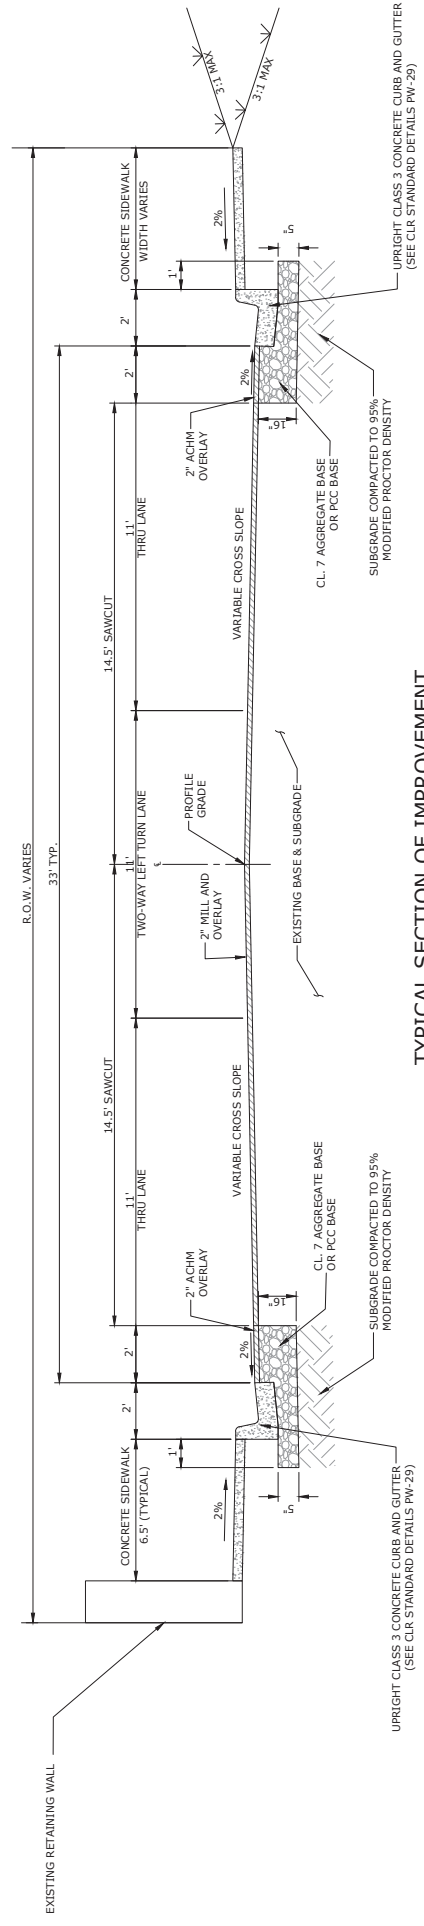 R.O.W. VARIES
33' TYP.
14.5' SAWCUT
14.5' SAWCUT
CONCRETE SIDEWALK
6.5' (TYPICAL)
2'
2'
11'
THRU LANE
11'
TWO-WAY LEFT TURN LANE
11'
THRU LANE
2'
2'
CONCRETE SIDEWALK
WIDTH VARIES
EXISTING RETAINING WALL
1'
2" ACHM
OVERLAY
2" MILL AND
OVERLAY
℄
PROFILE
GRADE
2" ACHM
OVERLAY
1'
3:1 MAX
3:1 MAX
2%
2%
VARIABLE CROSS SLOPE
VARIABLE CROSS SLOPE
2%
2%
5"
16"
16"
5"
EXISTING BASE & SUBGRADE
CL. 7 AGGREGATE BASE
OR PCC BASE
CL. 7 AGGREGATE BASE
OR PCC BASE
SUBGRADE COMPACTED TO 95%
MODIFIED PROCTOR DENSITY
SUBGRADE COMPACTED TO 95%
MODIFIED PROCTOR DENSITY
UPRIGHT CLASS 3 CONCRETE CURB AND GUTTER
(SEE CLR STANDARD DETAILS PW-29)
UPRIGHT CLASS 3 CONCRETE CURB AND GUTTER
(SEE CLR STANDARD DETAILS PW-29)
TYPICAL SECTION OF IMPROVEMENT